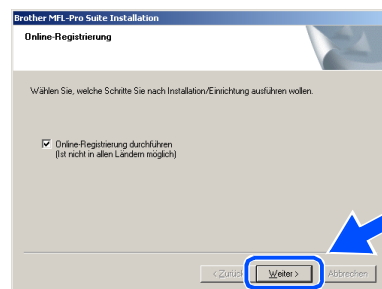 Brother MFL-Pro Suite Installation
Online-Registrierung
Wählen Sie, welche Schritte Sie nach Installation/Einrichtung ausführen wollen.
Online-Registrierung durchführen
(Ist nicht in allen Ländern möglich)
< Zurück Weiter > Abbrechen